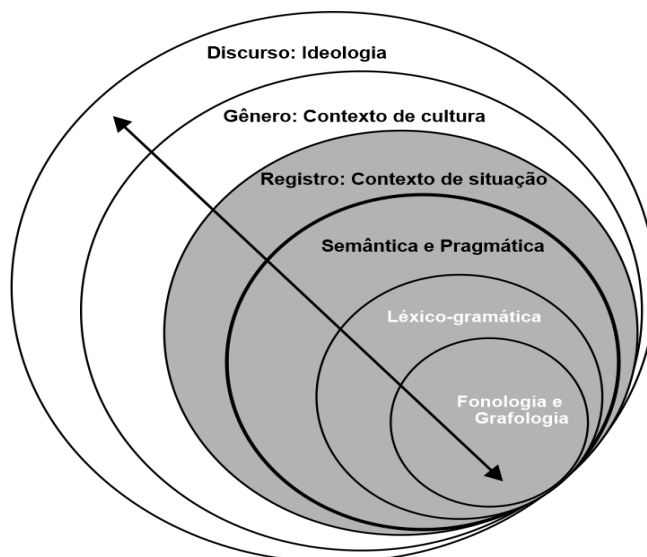 Discurso: Ideologia
Gênero: Contexto de cultura
Registro: Contexto de situação
Semântica e Pragmática
Léxico-gramática
Fonologia e
Grafologia